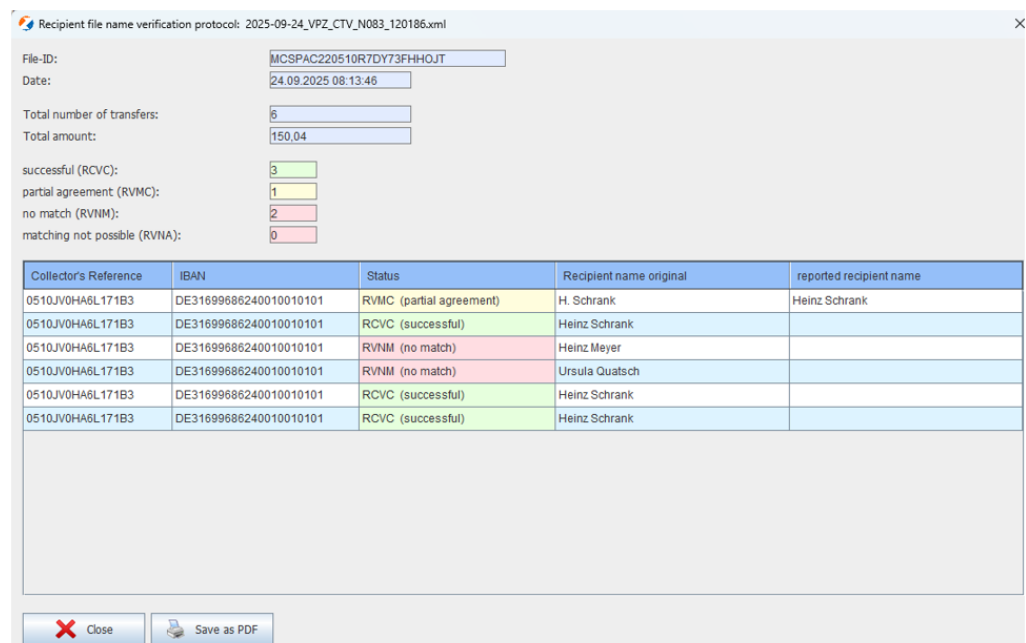 Recipient file name verification protocol: 2025-09-24_VPZ_CTV_N083_120186.xml
File-ID: MCSPAC220510R7DY73FHHOJT
Date: 24.09.2025 08:13:46
Total number of transfers: 6
Total amount: 150,04
successful (RCVC): 3
partial agreement (RVMC): 1
no match (RVNM): 2
matching not possible (RVNA): 0
Collector's Reference IBAN Status Recipient name original reported recipient name
0510JV0HA6L171B3 DE31699686240010010101 RVMC (partial agreement) H. Schrank Heinz Schrank
0510JV0HA6L171B3 DE31699686240010010101 RCVC (successful) Heinz Schrank
0510JV0HA6L171B3 DE31699686240010010101 RVNM (no match) Heinz Meyer
0510JV0HA6L171B3 DE31699686240010010101 RVNM (no match) Ursula Quatsch
0510JV0HA6L171B3 DE31699686240010010101 RCVC (successful) Heinz Schrank
0510JV0HA6L171B3 DE31699686240010010101 RCVC (successful) Heinz Schrank
Close Save as PDF